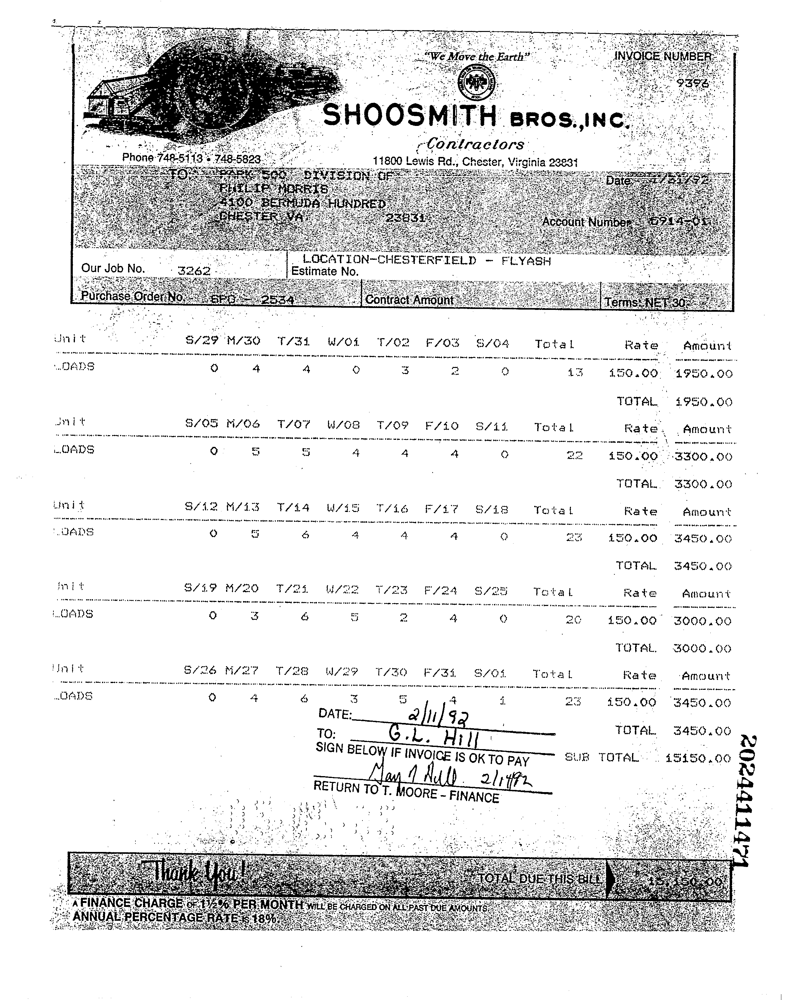 "We Move the Earth"
INVOICE NUMBER
9396
SHOOSMITH BROS., INC.
Contractors
Phone 748-5113 • 748-5823
11800 Lewis Rd., Chester, Virginia 23831
TO PARK 500 DIVISION OF
PHILIP MORRIS
4100 BERMUDA HUNDRED
CHESTER VA 23831
Date 1/31/92
Account Number 6914-01
Our Job No. 3262
LOCATION-CHESTERFIELD - FLYASH
Estimate No.
Purchase Order No. SPO - 2534
Contract Amount
Terms: NET 30
Unit S/29 M/30 T/31 W/01 T/02 F/03 S/04 Total Rate Amount
LOADS 0 4 4 0 3 2 0 13 150.00 1950.00
TOTAL 1950.00
Unit S/05 M/06 T/07 W/08 T/09 F/10 S/11 Total Rate Amount
LOADS 0 5 5 4 4 4 0 22 150.00 3300.00
TOTAL 3300.00
Unit S/12 M/13 T/14 W/15 T/16 F/17 S/18 Total Rate Amount
LOADS 0 5 6 4 4 4 0 23 150.00 3450.00
TOTAL 3450.00
Unit S/19 M/20 T/21 W/22 T/23 F/24 S/25 Total Rate Amount
LOADS 0 3 6 5 2 4 0 20 150.00 3000.00
TOTAL 3000.00
Unit S/26 M/27 T/28 W/29 T/30 F/31 S/01 Total Rate Amount
LOADS 0 4 6 3 5 4 1 23 150.00 3450.00
TOTAL 3450.00
SUB TOTAL 15150.00
DATE: 2/11/92
TO: G.L. Hill
SIGN BELOW IF INVOICE IS OK TO PAY
RETURN TO T. MOORE - FINANCE
2024411471
Thank You!
TOTAL DUE THIS BILL 15,150.00
A FINANCE CHARGE OF 1½% PER MONTH WILL BE CHARGED ON ALL PAST DUE AMOUNTS.
ANNUAL PERCENTAGE RATE IS 18%.